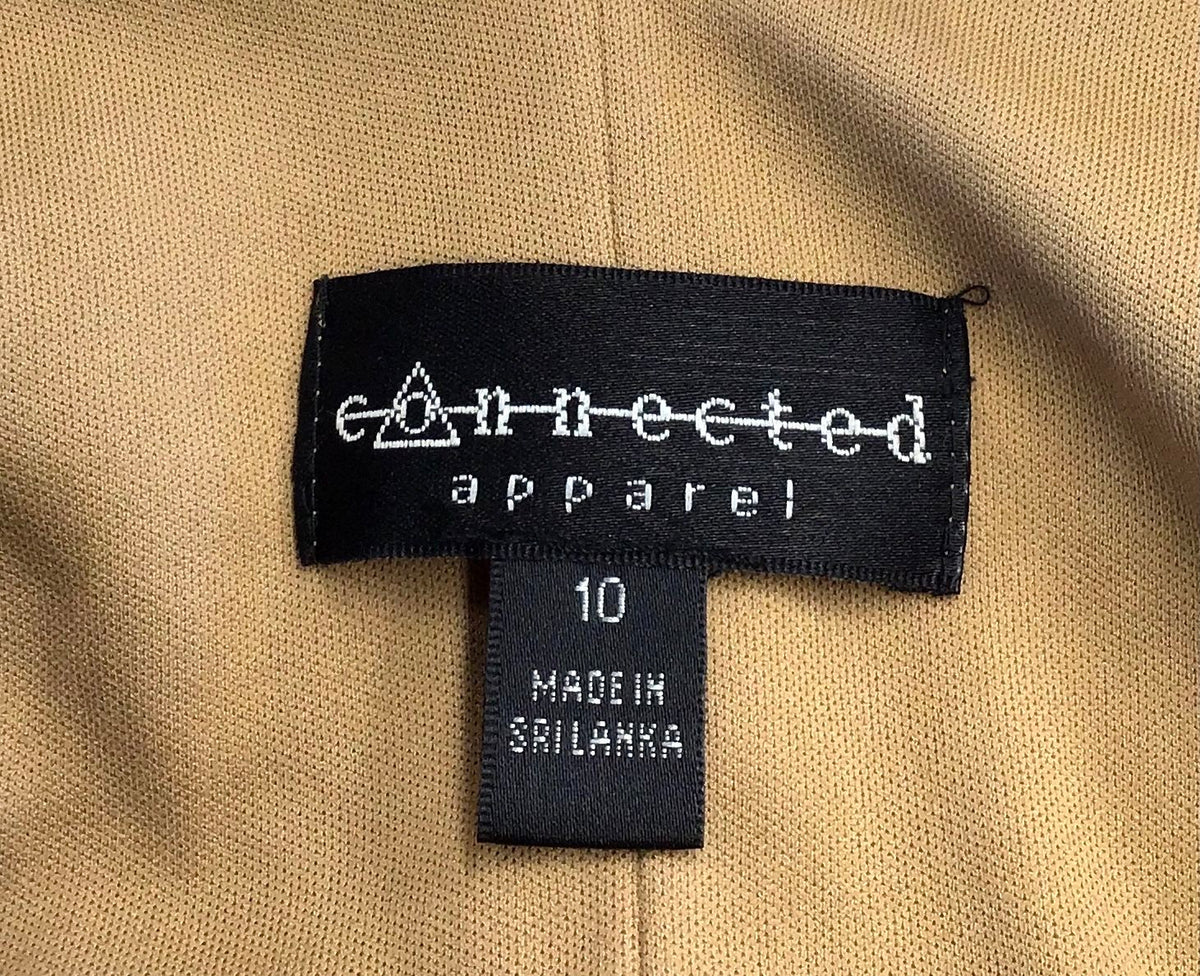 connected
apparel
10
MADE IN
SRI LANKA